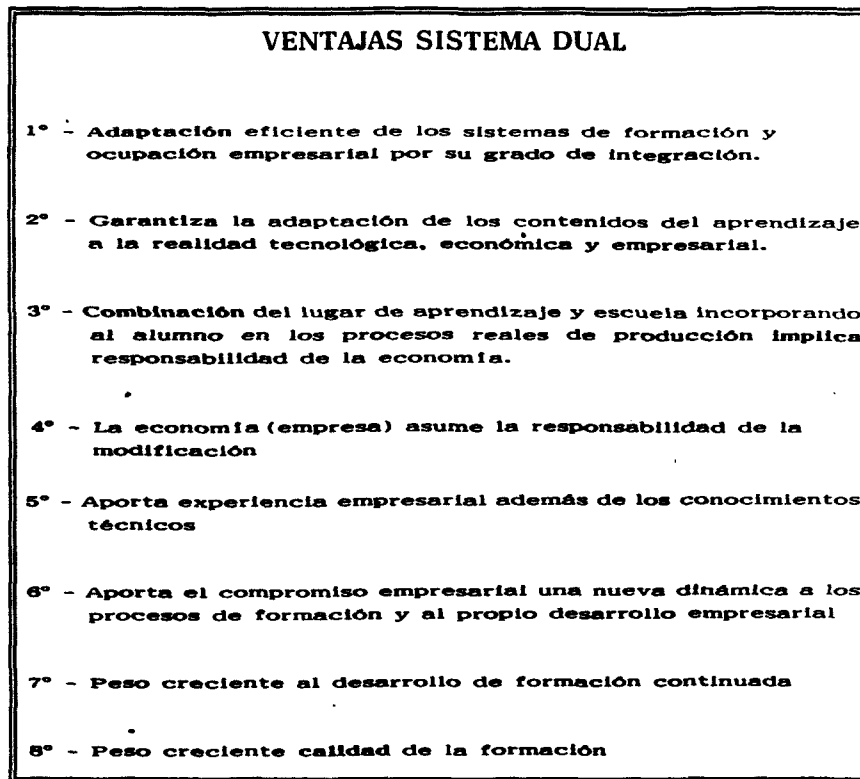 VENTAJAS SISTEMA DUAL
1º - Adaptación eficiente de los sistemas de formación y
ocupación empresarial por su grado de integración.
2º - Garantiza la adaptación de los contenidos del aprendizaje
a la realidad tecnológica, económica y empresarial.
3º - Combinación del lugar de aprendizaje y escuela incorporando
al alumno en los procesos reales de producción implica
responsabilidad de la economía.
4º - La economía (empresa) asume la responsabilidad de la
modificación
5º - Aporta experiencia empresarial además de los conocimientos
técnicos
6º - Aporta el compromiso empresarial una nueva dinámica a los
procesos de formación y al propio desarrollo empresarial
7º - Peso creciente al desarrollo de formación continuada
8º - Peso creciente calidad de la formación